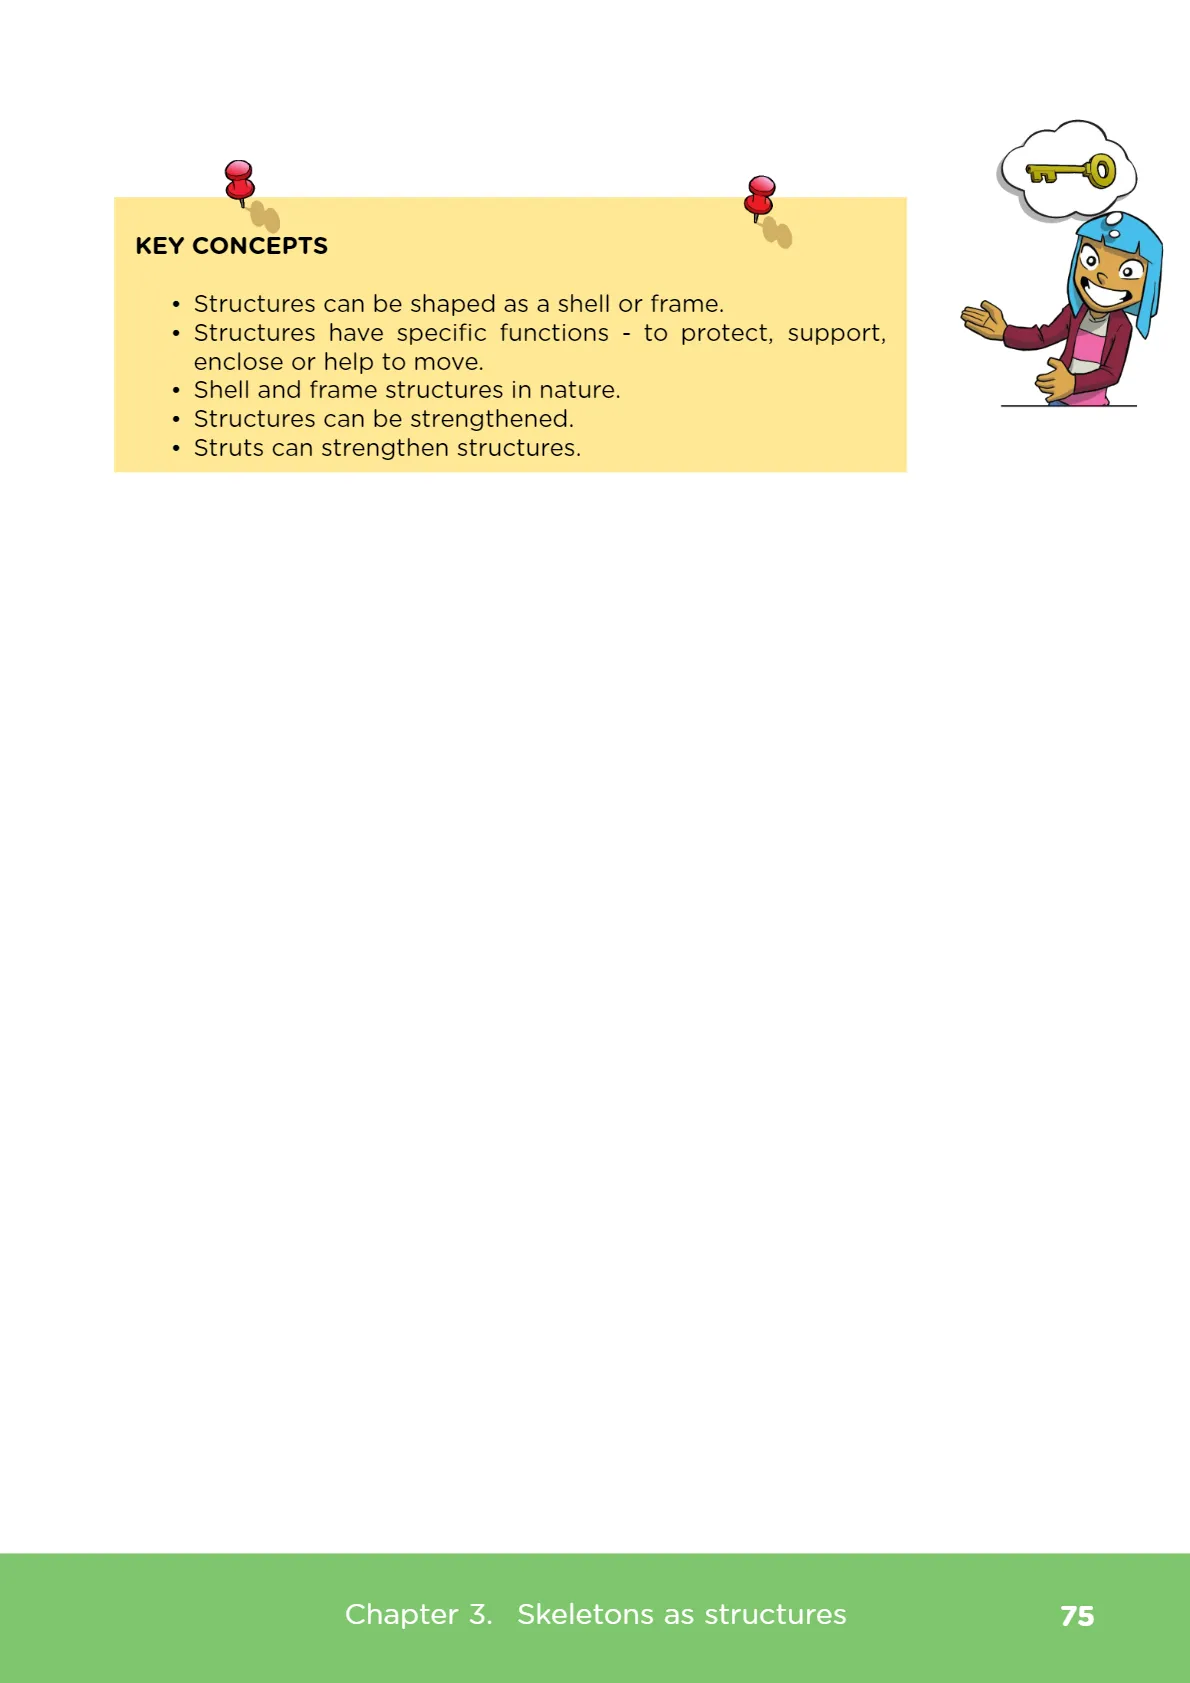 KEY CONCEPTS
• Structures can be shaped as a shell or frame.
• Structures have specific functions - to protect, support,
enclose or help to move.
• Shell and frame structures in nature.
• Structures can be strengthened.
• Struts can strengthen structures.
Chapter 3. Skeletons as structures 75